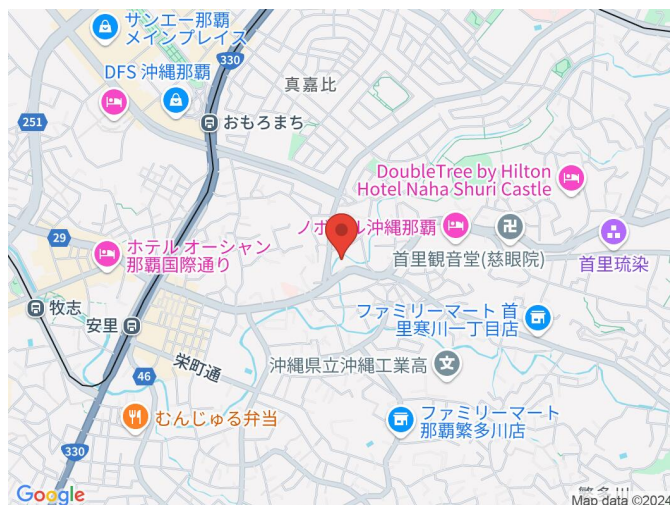 サンエー那覇
メインプレイス
330
DFS 沖縄那覇
真嘉比
251
おもろまち
DoubleTree by Hilton
Hotel Naha Shuri Castle
ル沖縄那覇
29
ホテル オーシャン
那覇国際通り
首里観音堂(慈眼院)
首里琉染
牧志
安里
ファミリーマート 首
里寒川一丁目店
栄町通
沖縄県立沖縄工業高
46
むんじゅる弁当
ファミリーマート
那覇繁多川店
330
Google
Map data ©2024